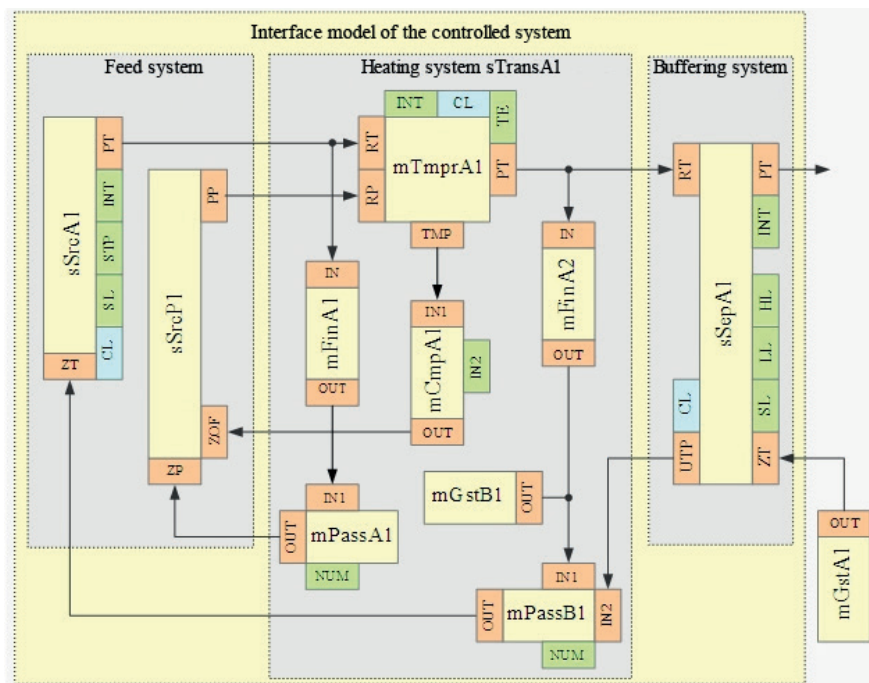 Interface model of the controlled system
Feed system
Heating system sTransA1
Buffering system
sSrcA1
PT
INT
STP
SL
CL
ZT
sSrcP1
PP
ZOF
ZP
INT
CL
TE
RT
RP
mTmprA1
PT
TMP
IN
mFinA1
OUT
IN1
mCmpA1
IN2
OUT
IN
mFinA2
OUT
mGstB1
OUT
IN1
OUT
mPassA1
NUM
IN1
OUT
mPassB1
IN2
NUM
RT
sSepA1
PT
INT
HL
LL
SL
CL
UTP
ZT
OUT
mGstA1